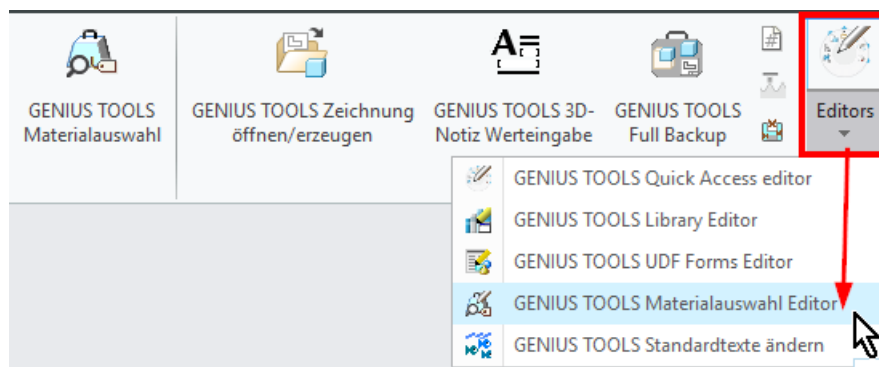 GENIUS TOOLS
Materialauswahl
GENIUS TOOLS Zeichnung
öffnen/erzeugen
GENIUS TOOLS 3D-
Notiz Werteingabe
GENIUS TOOLS
Full Backup
Editors
GENIUS TOOLS Quick Access editor
GENIUS TOOLS Library Editor
GENIUS TOOLS UDF Forms Editor
GENIUS TOOLS Materialauswahl Editor
GENIUS TOOLS Standardtexte ändern